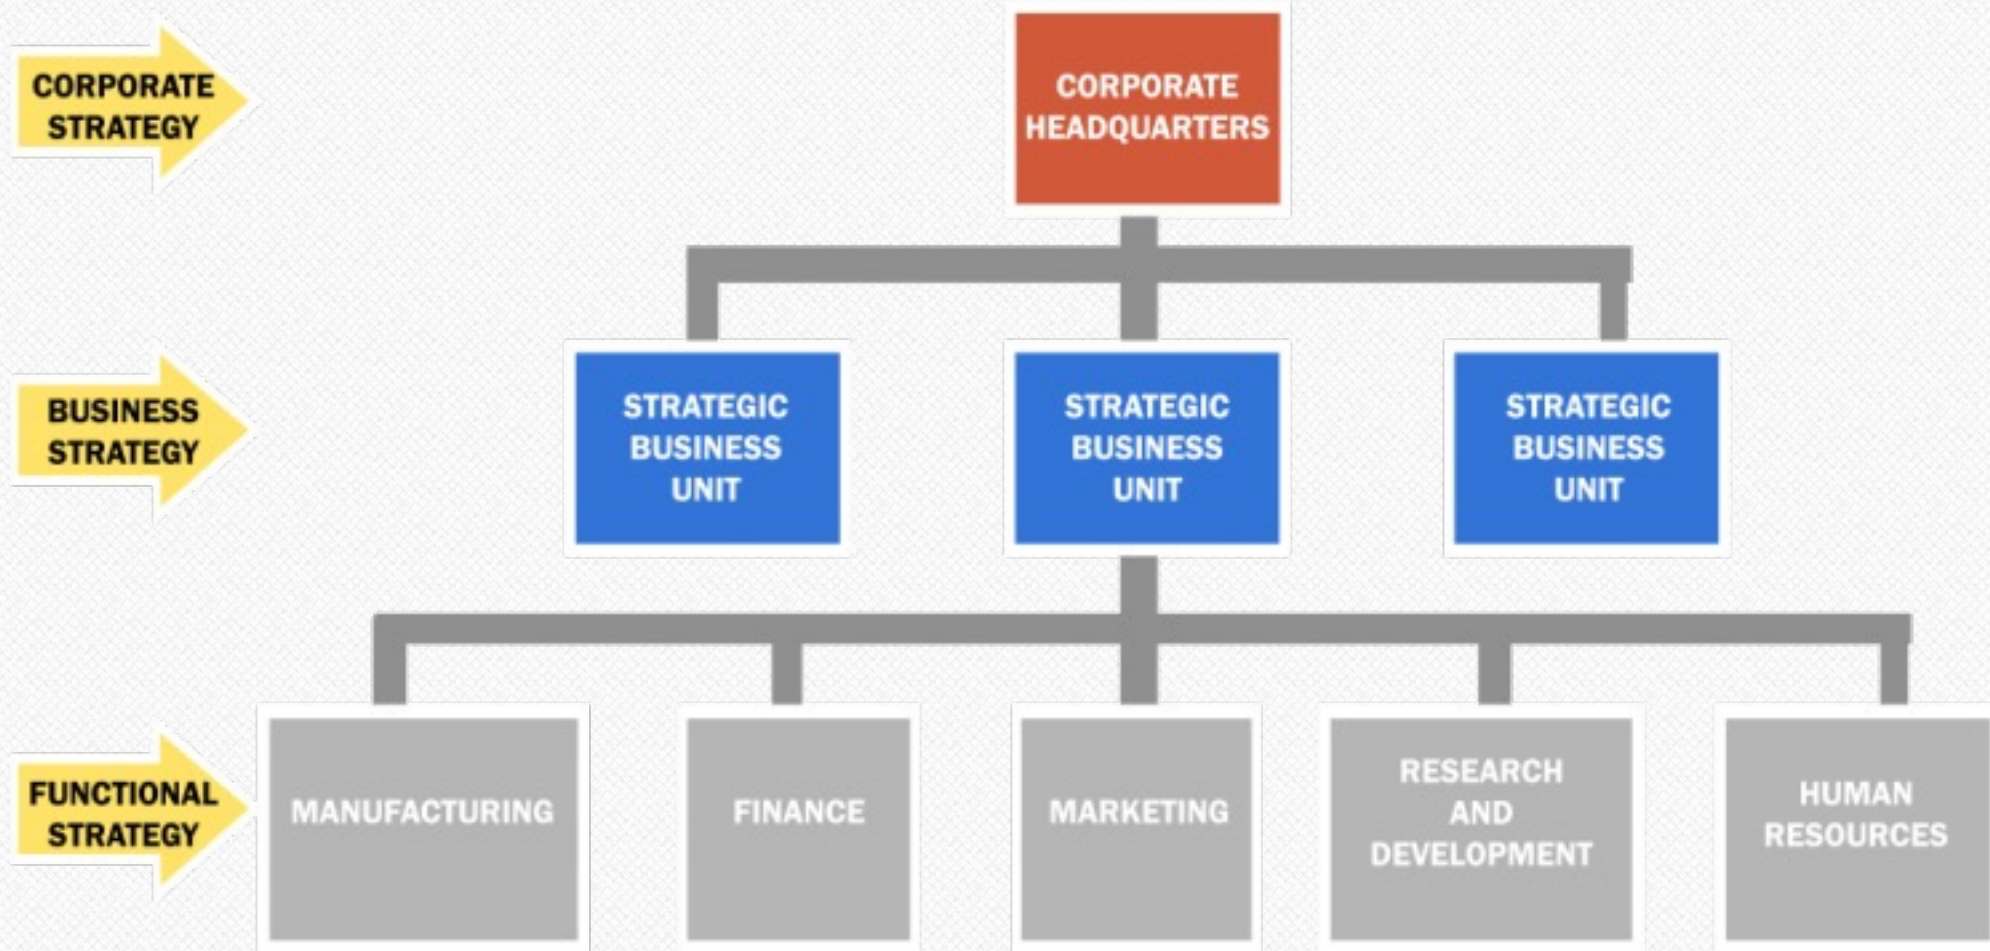 CORPORATE
STRATEGY
CORPORATE
HEADQUARTERS
BUSINESS
STRATEGY
STRATEGIC
BUSINESS
UNIT
STRATEGIC
BUSINESS
UNIT
STRATEGIC
BUSINESS
UNIT
FUNCTIONAL
STRATEGY
MANUFACTURING
FINANCE
MARKETING
RESEARCH
AND
DEVELOPMENT
HUMAN
RESOURCES